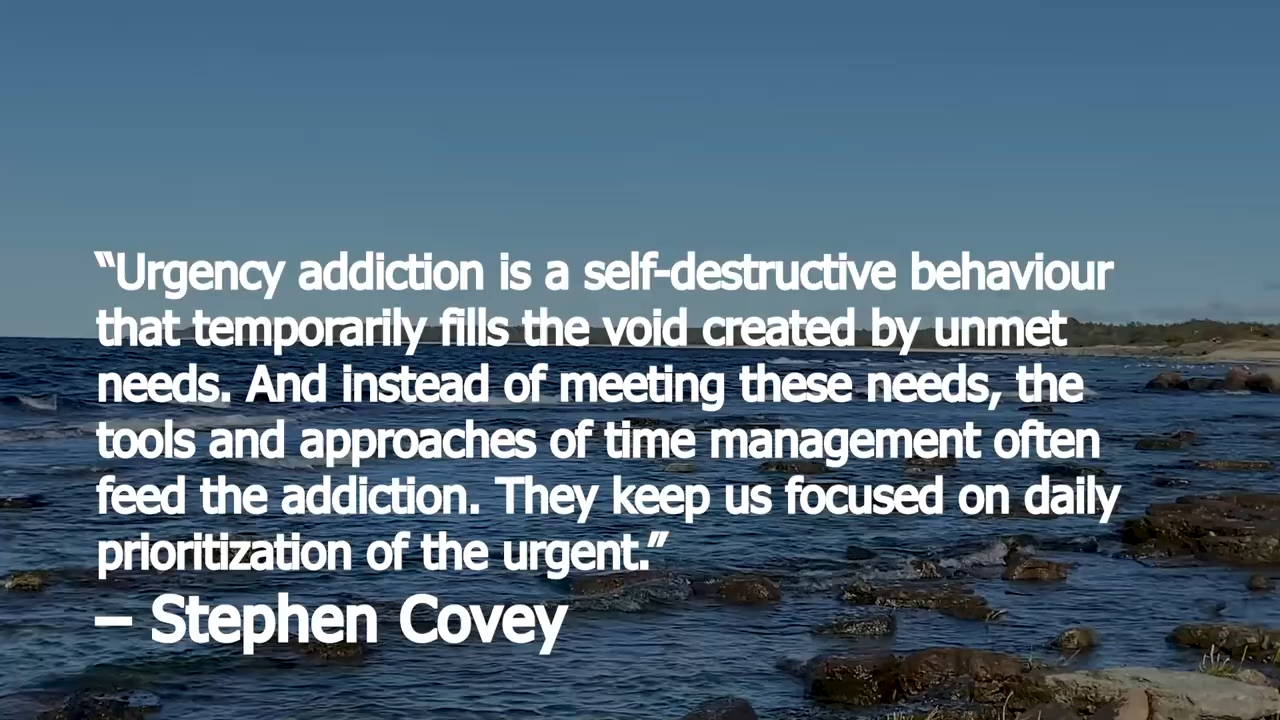 “Urgency addiction is a self-destructive behaviour
that temporarily fills the void created by unmet
needs. And instead of meeting these needs, the
tools and approaches of time management often
feed the addiction. They keep us focused on daily
prioritization of the urgent.”
– Stephen Covey